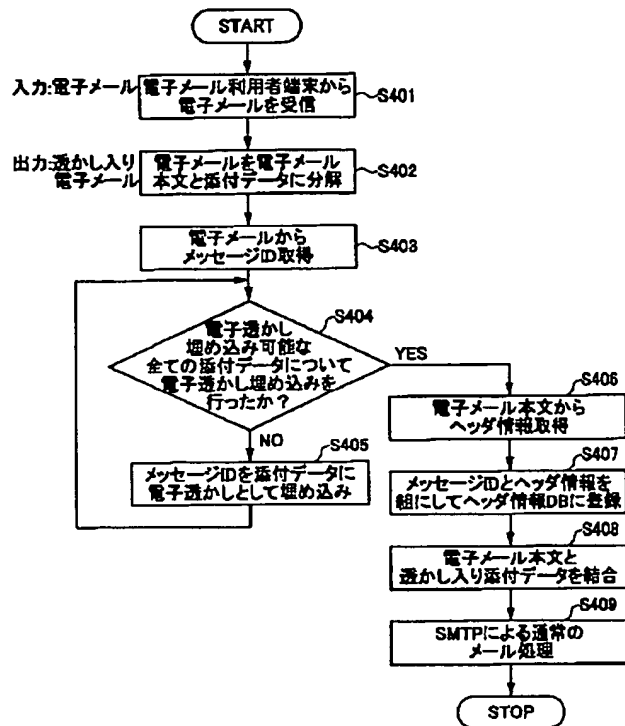 START
入力:電子メール
電子メール利用者端末から
電子メールを受信
S401
出力:透かし入り
電子メール
電子メールを電子メール
本文と添付データに分解
S402
電子メールから
メッセージID取得
S403
電子透かし
埋め込み可能な
全ての添付データについて
電子透かし埋め込みを
行ったか?
S404
YES
NO
S405
メッセージIDを添付データに
電子透かしとして埋め込み
S406
電子メール本文から
ヘッダ情報取得
S407
メッセージIDとヘッダ情報を
組にしてヘッダ情報DBに登録
S408
電子メール本文と
透かし入り添付データを結合
S409
SMTPによる通常の
メール処理
STOP